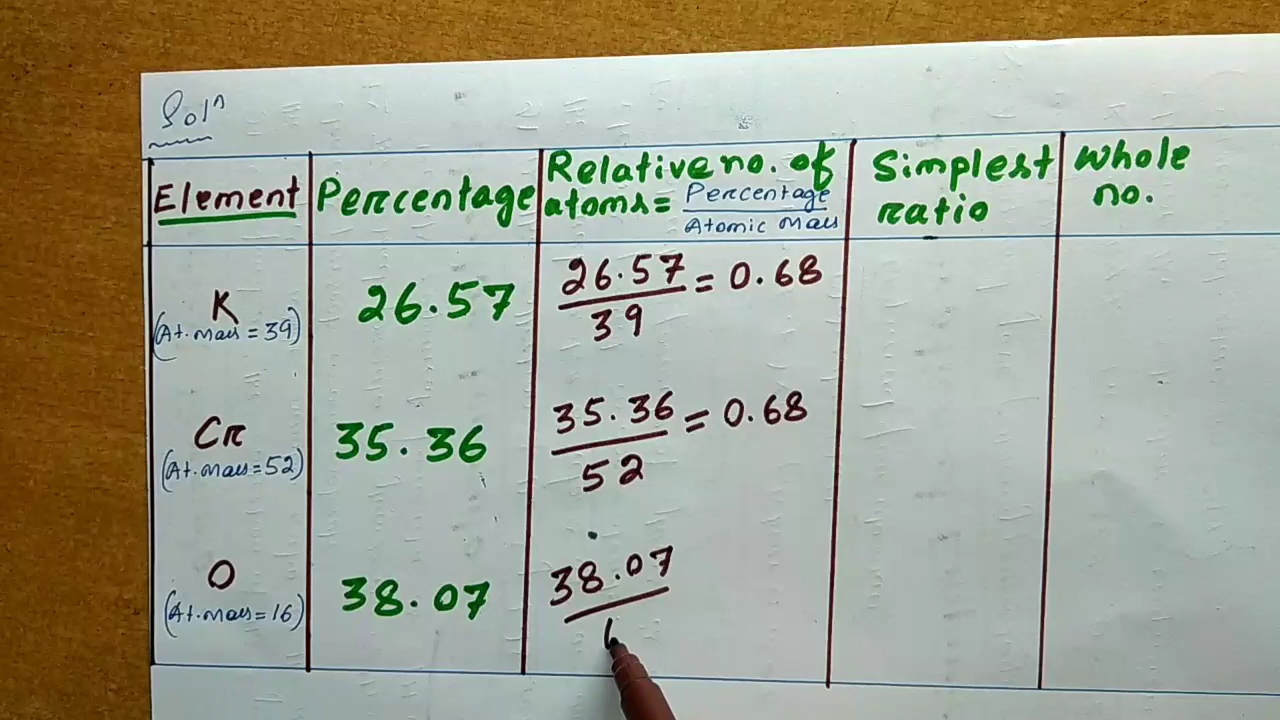 Solⁿ
Element Percentage Relative no. of atoms = Percentage / Atomic Mass Simplest ratio Whole no.
K (At. mass = 39) 26.57 26.57 / 39 = 0.68
Cr (At. mass = 52) 35.36 35.36 / 52 = 0.68
O (At. mass = 16) 38.07 38.07 / 1